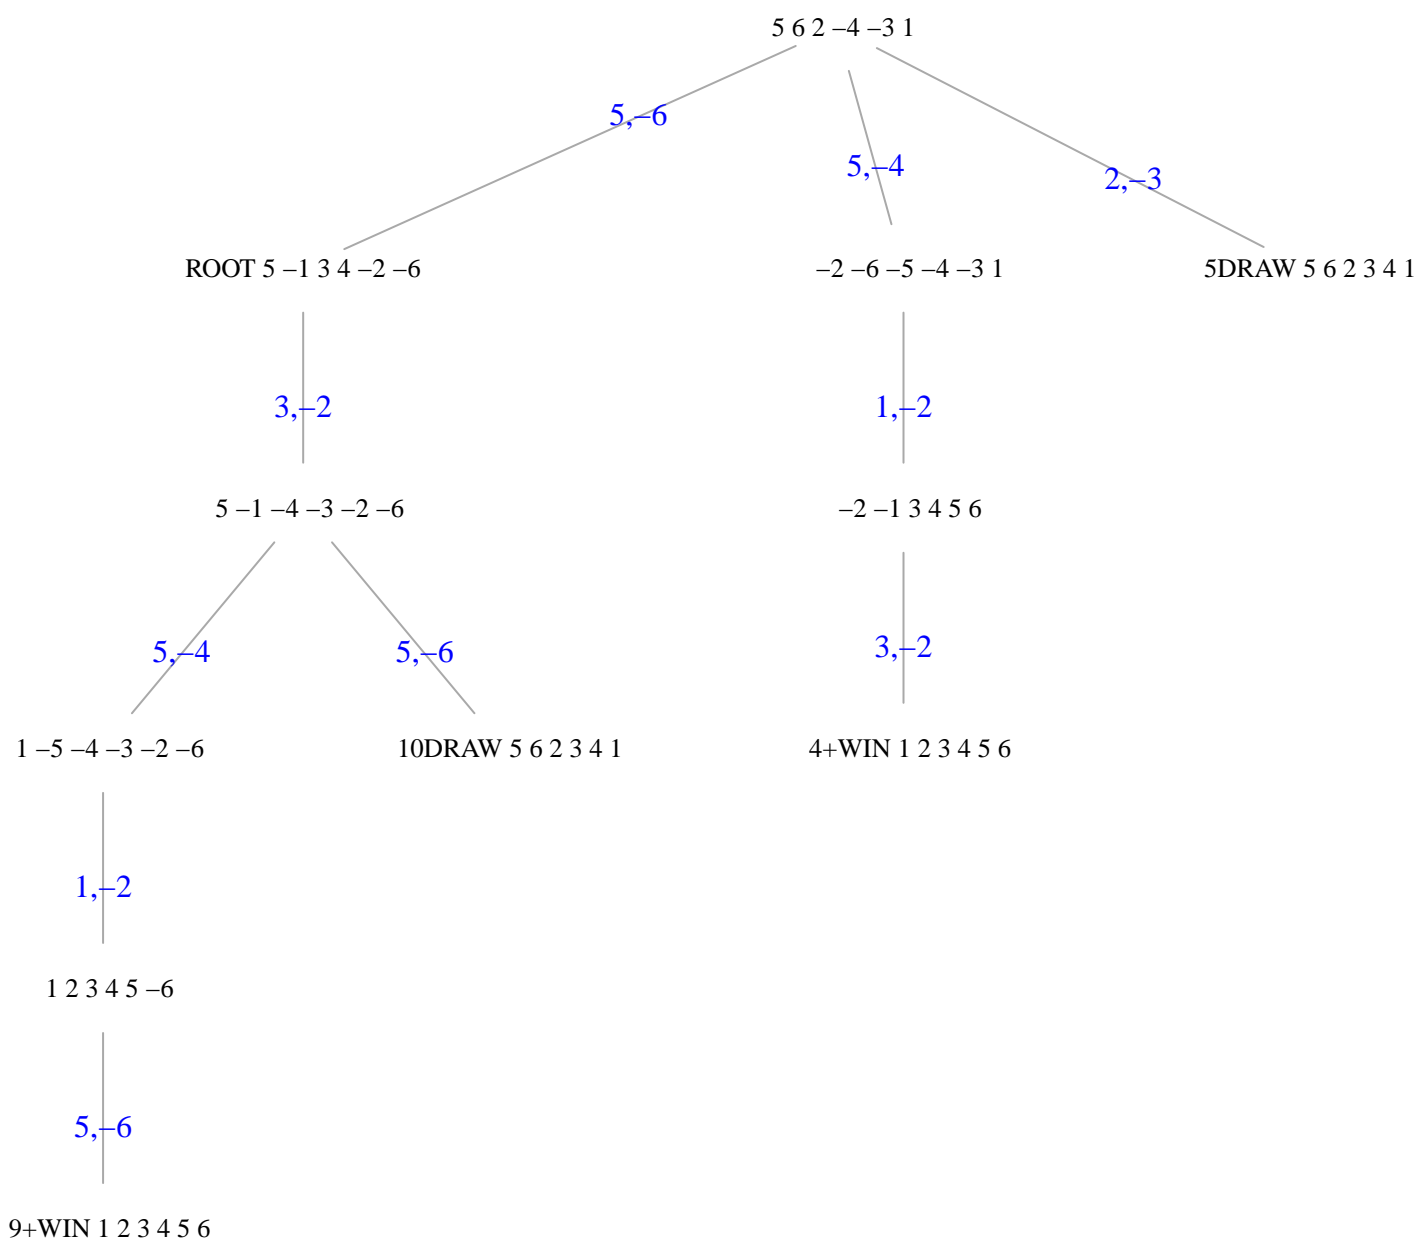 5 6 2 –4 –3 1
5,–6
5,–4
2,–3
ROOT 5 –1 3 4 –2 –6
–2 –6 –5 –4 –3 1
5DRAW 5 6 2 3 4 1
3,–2
1,–2
5 –1 –4 –3 –2 –6
–2 –1 3 4 5 6
5,–4
5,–6
3,–2
1 –5 –4 –3 –2 –6
10DRAW 5 6 2 3 4 1
4+WIN 1 2 3 4 5 6
1,–2
1 2 3 4 5 –6
5,–6
9+WIN 1 2 3 4 5 6